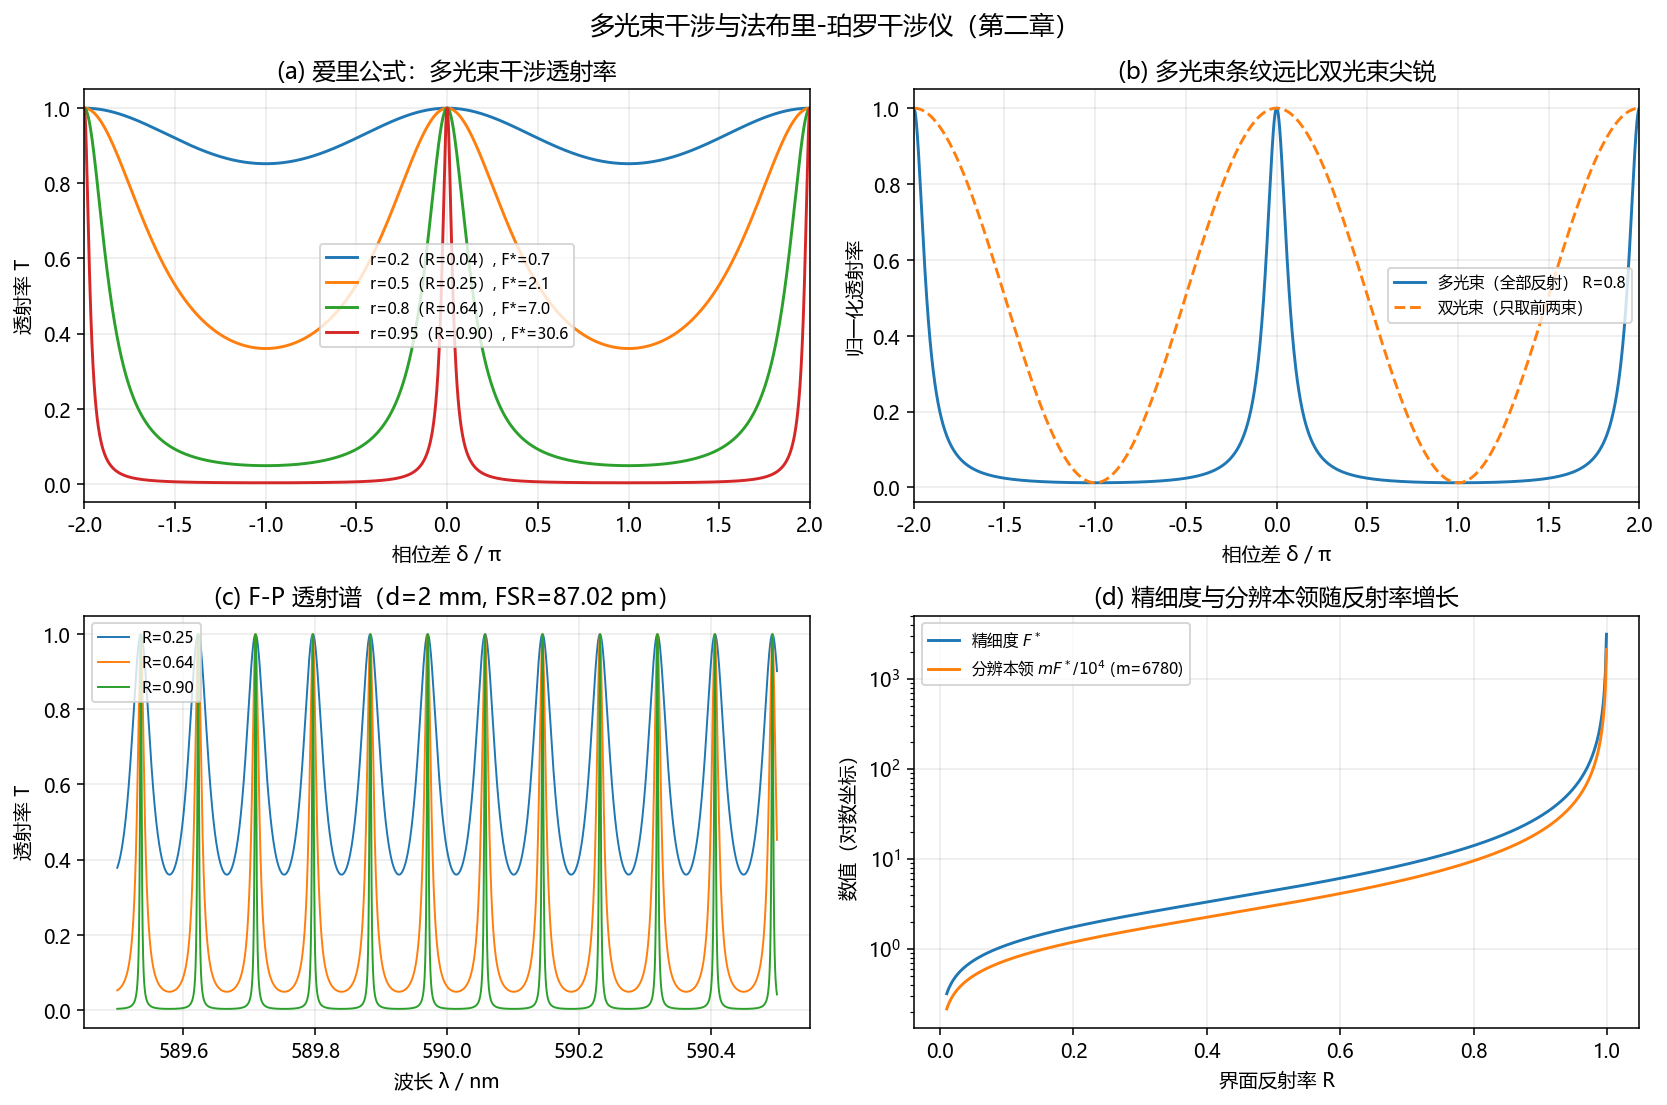 多光束干涉与法布里-珀罗干涉仪（第二章）
(a) 爱里公式：多光束干涉透射率
透射率 T
1.0
0.8
0.6
0.4
0.2
0.0
r=0.2（R=0.04）, F*=0.7
r=0.5（R=0.25）, F*=2.1
r=0.8（R=0.64）, F*=7.0
r=0.95（R=0.90）, F*=30.6
-2.0 -1.5 -1.0 -0.5 0.0 0.5 1.0 1.5 2.0
相位差 δ / π
(b) 多光束条纹远比双光束尖锐
归一化透射率
1.0
0.8
0.6
0.4
0.2
0.0
多光束（全部反射） R=0.8
双光束（只取前两束）
-2.0 -1.5 -1.0 -0.5 0.0 0.5 1.0 1.5 2.0
相位差 δ / π
(c) F-P 透射谱（d=2 mm, FSR=87.02 pm）
透射率 T
1.0
0.8
0.6
0.4
0.2
0.0
R=0.25
R=0.64
R=0.90
589.6 589.8 590.0 590.2 590.4
波长 λ / nm
(d) 精细度与分辨本领随反射率增长
数值（对数坐标）
10³
10²
10¹
10⁰
精细度 F*
分辨本领 mF*/10⁴ (m=6780)
0.0 0.2 0.4 0.6 0.8 1.0
界面反射率 R